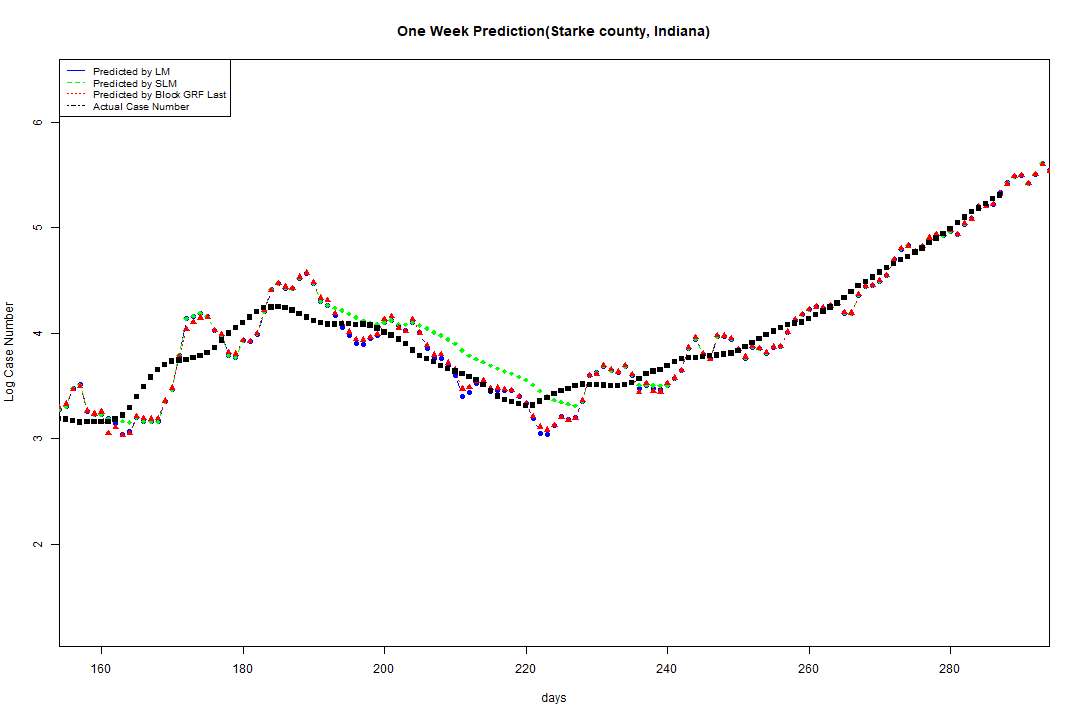 One Week Prediction(Starke county, Indiana)
Predicted by LM
Predicted by SLM
Predicted by Block GRF Last
Actual Case Number
6
5
4
3
2
Log Case Number
160 180 200 220 240 260 280
days